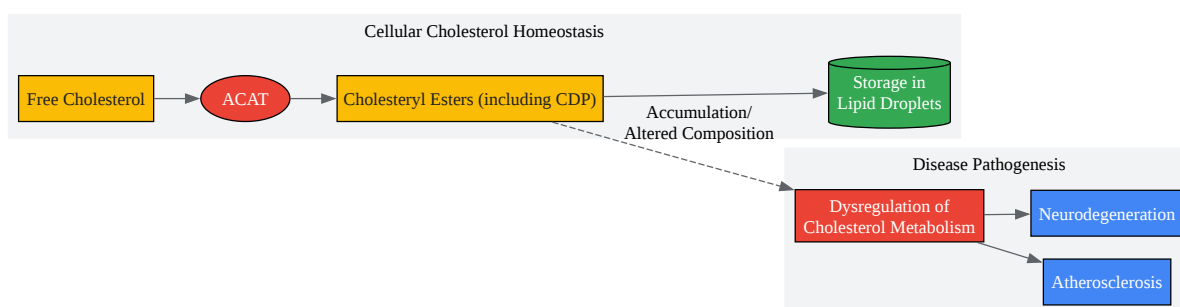 Cellular Cholesterol Homeostasis
Free Cholesterol
ACAT
Cholesteryl Esters (including CDP)
Storage in
Lipid Droplets
Accumulation/
Altered Composition
Disease Pathogenesis
Dysregulation of
Cholesterol Metabolism
Neurodegeneration
Atherosclerosis